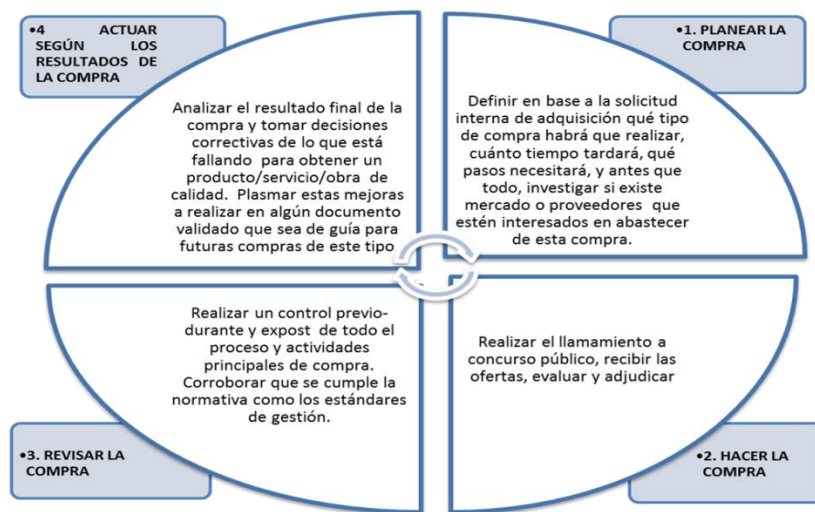 •1. PLANEAR LA
COMPRA
Definir en base a la solicitud
interna de adquisición qué tipo
de compra habrá que realizar,
cuánto tiempo tardará, qué
pasos necesitará, y antes que
todo, investigar si existe
mercado o proveedores que
estén interesados en abastecer
de esta compra.
•2. HACER LA
COMPRA
Realizar el llamamiento a
concurso público, recibir las
ofertas, evaluar y adjudicar
•3. REVISAR LA
COMPRA
Realizar un control previo-
durante y expost de todo el
proceso y actividades
principales de compra.
Corroborar que se cumple la
normativa como los estándares
de gestión.
•4 ACTUAR
SEGÚN LOS
RESULTADOS DE
LA COMPRA
Analizar el resultado final de la
compra y tomar decisiones
correctivas de lo que está
fallando para obtener un
producto/servicio/obra de
calidad. Plasmar estas mejoras
a realizar en algún documento
validado que sea de guía para
futuras compras de este tipo